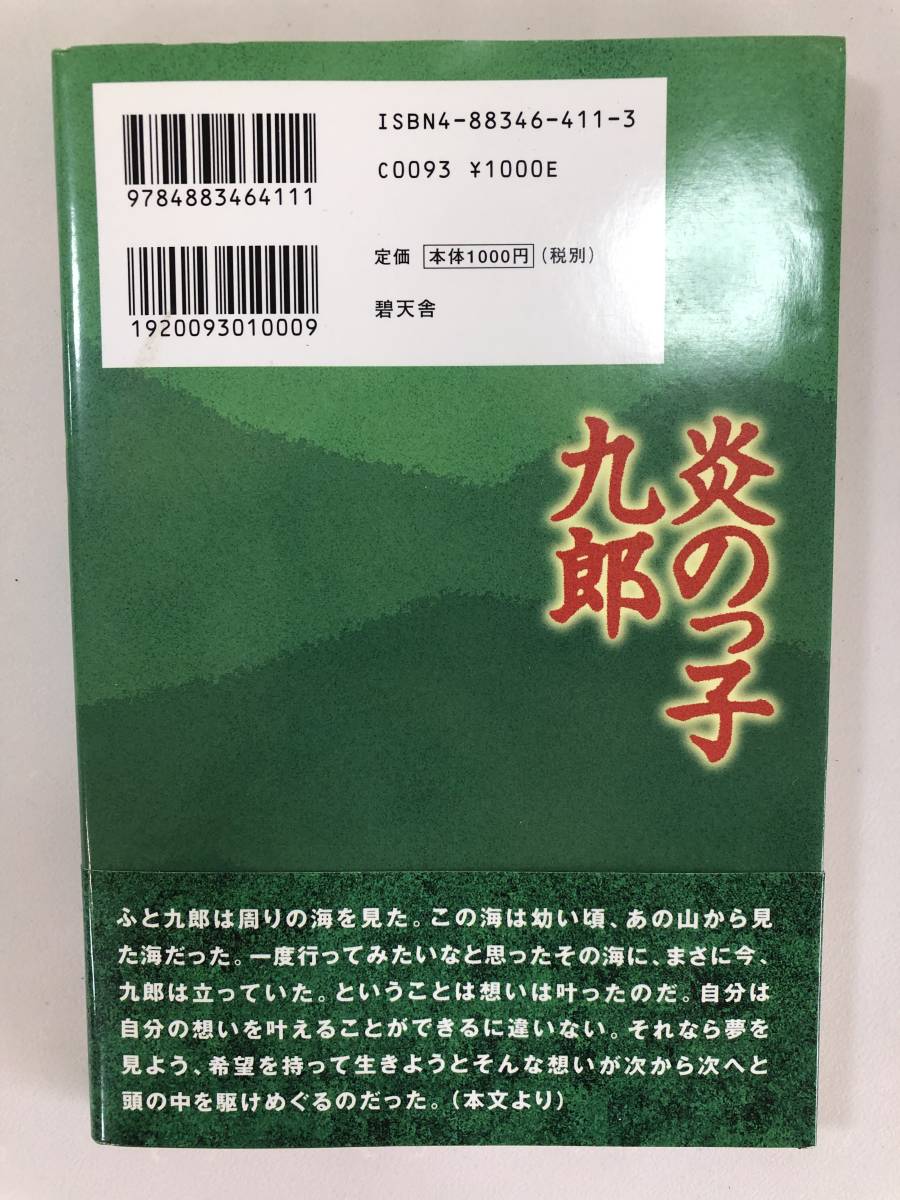 ISBN4-88346-411-3
C0093 ¥1000E
9784883464111
定価 本体1000円 (税別)
1920093010009
碧天舎
炎のっ子
九郎
ふと九郎は周りの海を見た。この海は幼い頃、あの山から見
た海だった。一度行ってみたいなと思ったその海に、まさに今、
九郎は立っていた。ということは想いは叶ったのだ。自分は
自分の想いを叶えることができるに違いない。それなら夢を
見よう、希望を持って生きようとそんな想いが次から次へと
頭の中を駆けめぐるのだった。(本文より)